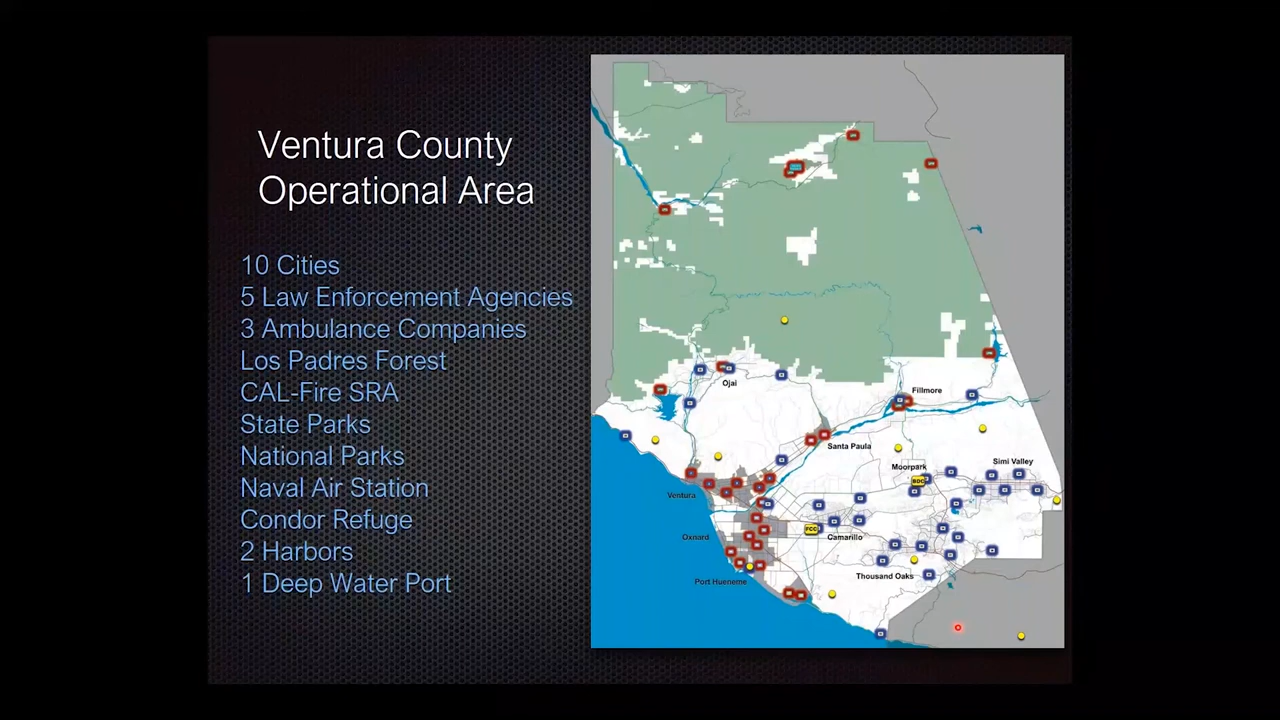 Ventura County
Operational Area
10 Cities
5 Law Enforcement Agencies
3 Ambulance Companies
Los Padres Forest
CAL-Fire SRA
State Parks
National Parks
Naval Air Station
Condor Refuge
2 Harbors
1 Deep Water Port
Ojai
Fillmore
Santa Paula
Moorpark
Simi Valley
BDC
Ventura
FCC
Oxnard
Camarillo
Thousand Oaks
Port Hueneme